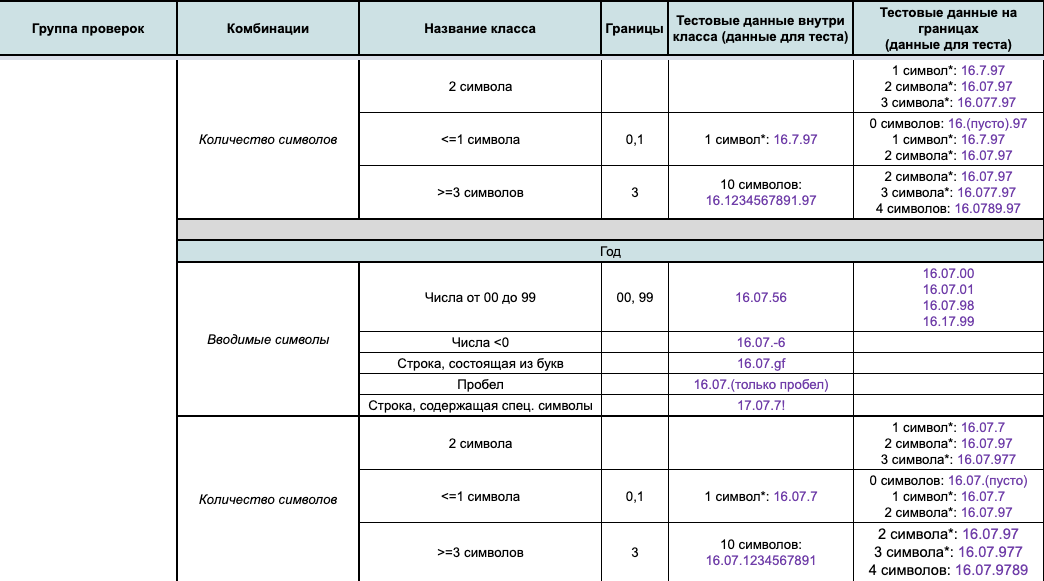 Группа проверок
Комбинации
Название класса
Границы
Тестовые данные внутри
класса (данные для теста)
Тестовые данные на
границах
(данные для теста)
Количество символов
2 символа
1 символ*: 16.7.97
2 символа*: 16.07.97
3 символа*: 16.077.97
<=1 символа
0,1
1 символ*: 16.7.97
0 символов: 16.(пусто).97
1 символ*: 16.7.97
2 символа*: 16.07.97
>=3 символов
3
10 символов:
16.1234567891.97
2 символа*: 16.07.97
3 символа*: 16.077.97
4 символов: 16.0789.97
Год
Вводимые символы
Числа от 00 до 99
00, 99
16.07.56
16.07.00
16.07.01
16.07.98
16.17.99
Числа <0
16.07.-6
Строка, состоящая из букв
16.07.gf
Пробел
16.07.(только пробел)
Строка, содержащая спец. символы
17.07.7!
Количество символов
2 символа
1 символ*: 16.07.7
2 символа*: 16.07.97
3 символа*: 16.07.977
<=1 символа
0,1
1 символ*: 16.07.7
0 символов: 16.07.(пусто)
1 символ*: 16.07.7
2 символа*: 16.07.97
>=3 символов
3
10 символов:
16.07.1234567891
2 символа*: 16.07.97
3 символа*: 16.07.977
4 символов: 16.07.9789